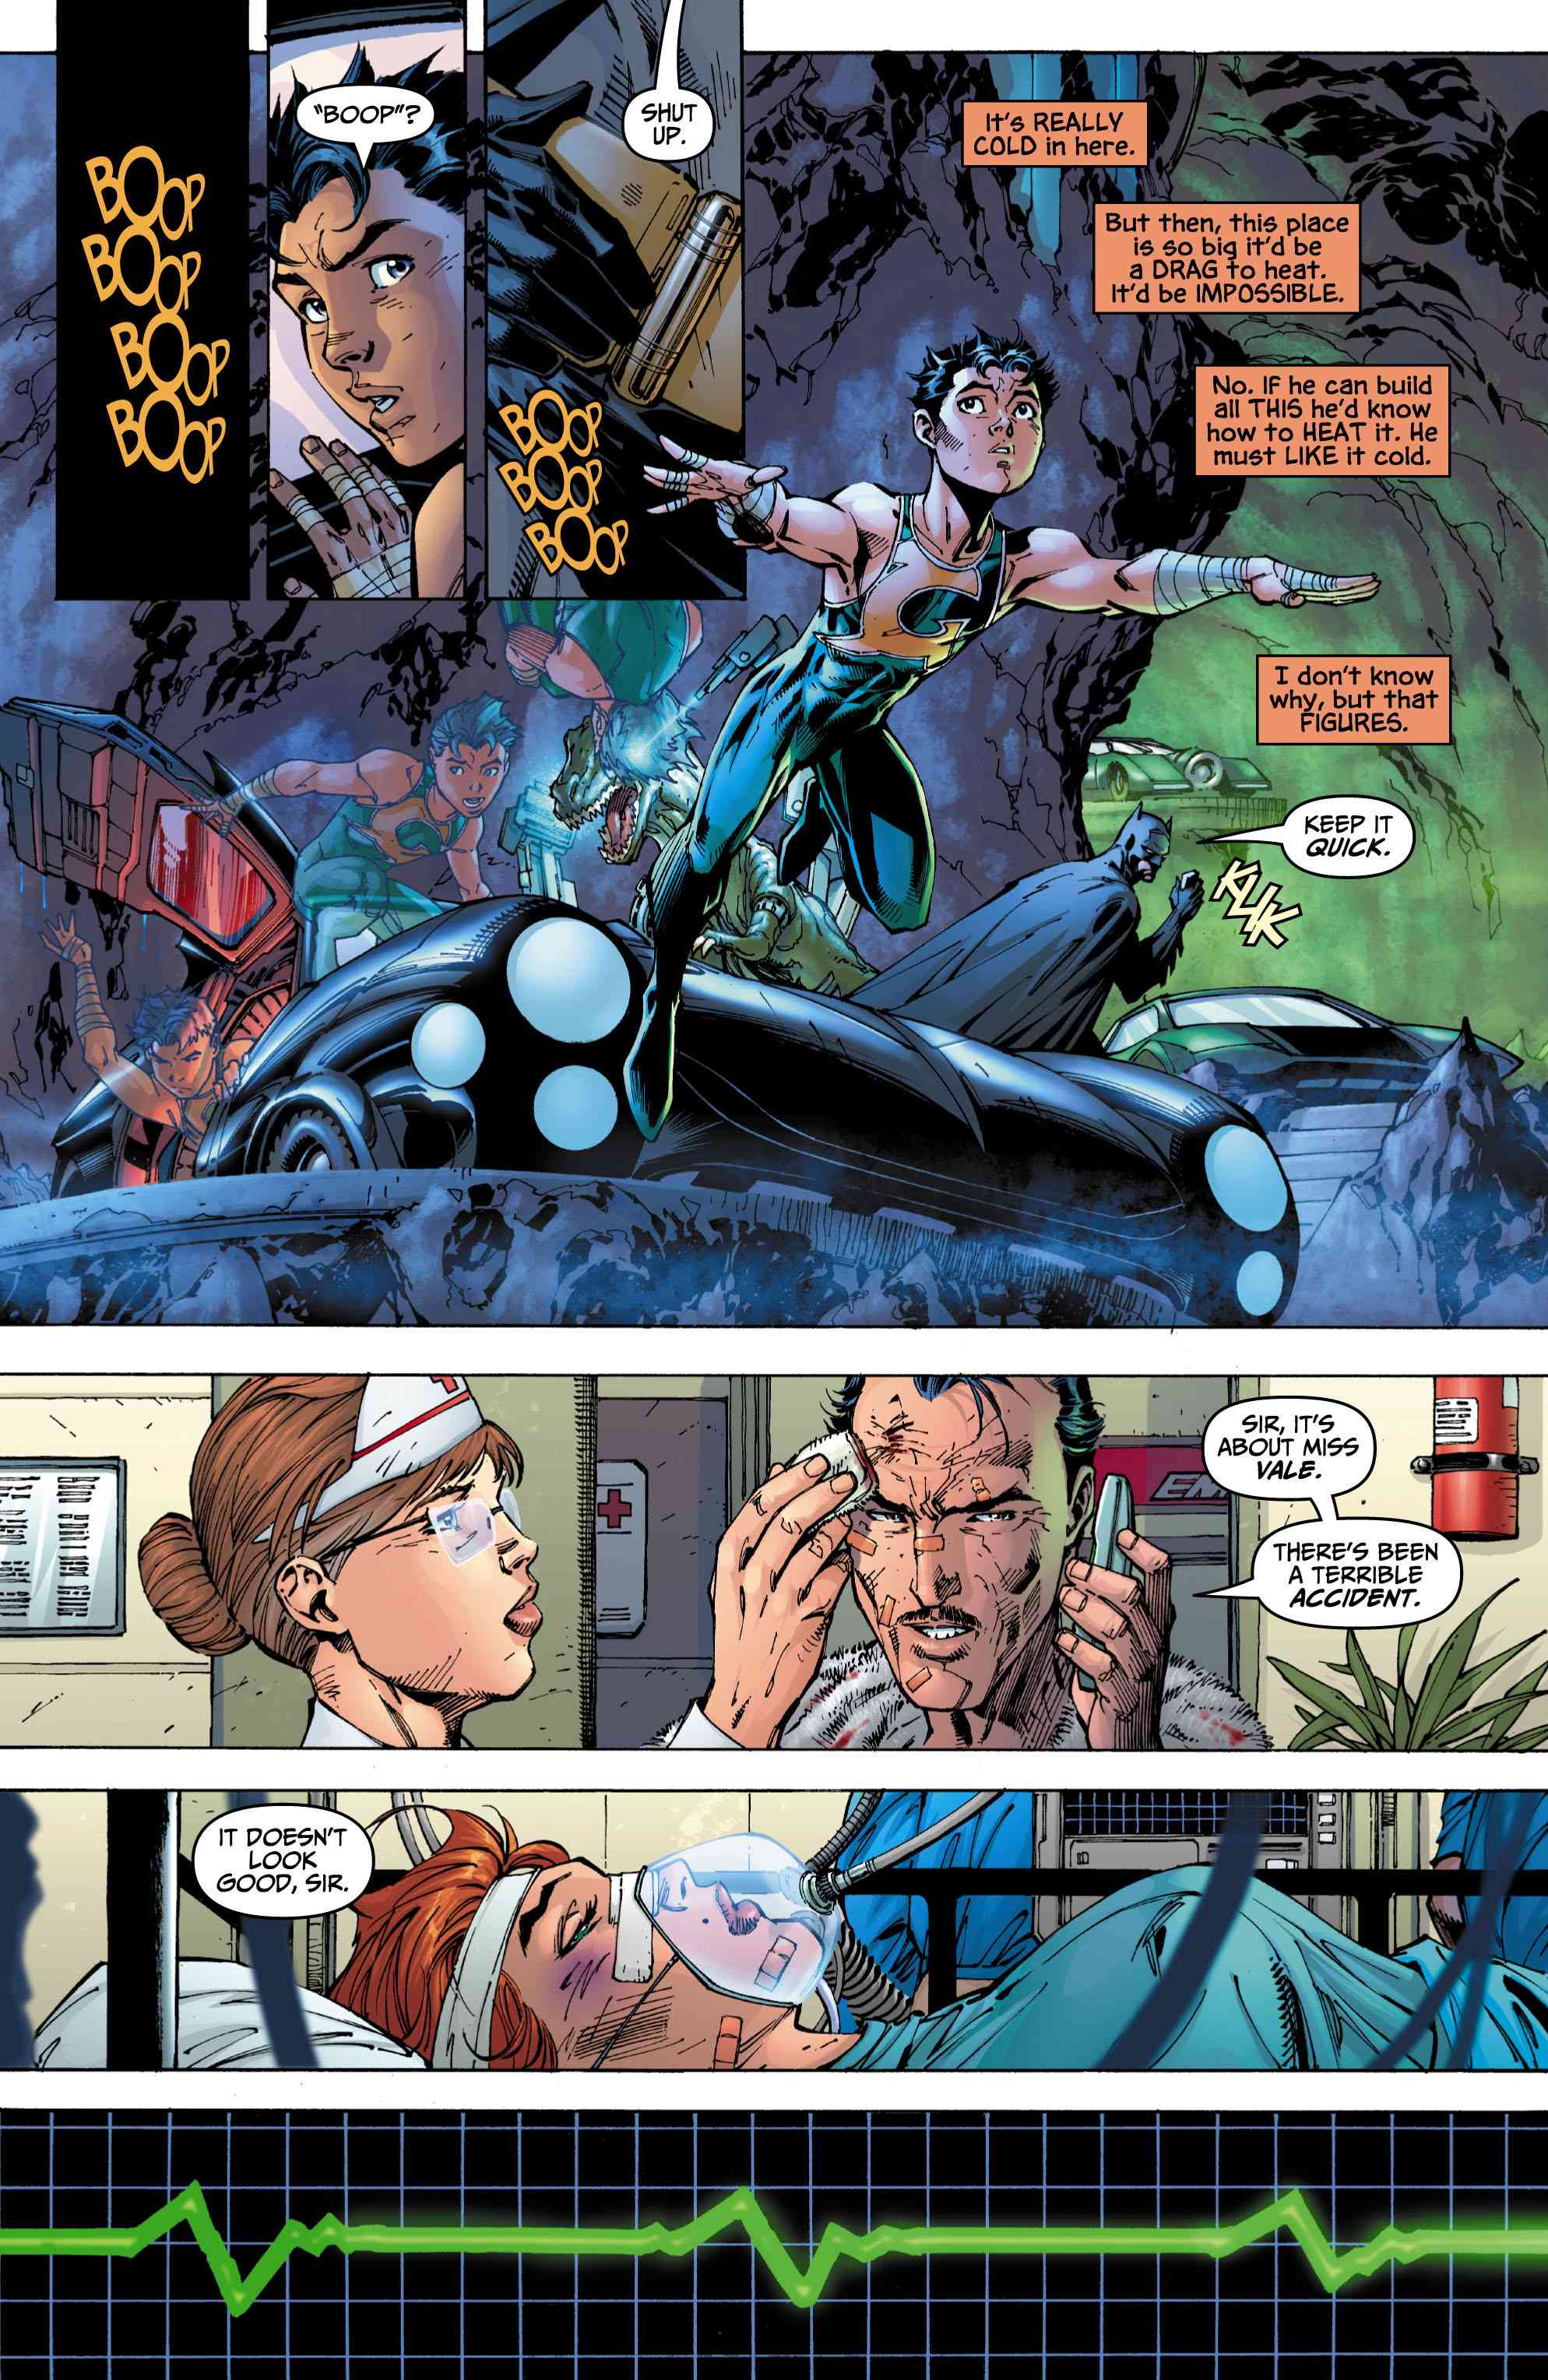 BOOP
BOOP
BOOP
BOOP
"BOOP"?
SHUT
UP.
BOOP
BOOP
BOOP
It's REALLY
COLD in here.
But then, this place
is so big it'd be
a DRAG to heat.
It'd be IMPOSSIBLE.
No. IF he can build
all THIS he'd know
how to HEAT it. He
must LIKE it cold.
I don't know
why, but that
FIGURES.
KEEP IT
QUICK.
KLIK
SIR, IT'S
ABOUT MISS
VALE.
THERE'S BEEN
A TERRIBLE
ACCIDENT.
IT DOESN'T
LOOK
GOOD, SIR.